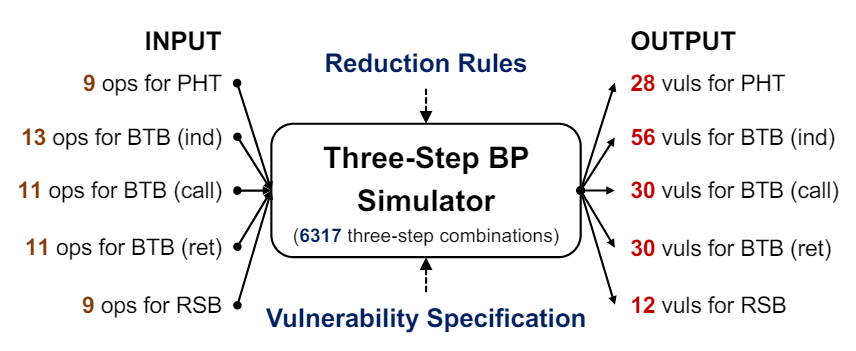 INPUT
9 ops for PHT
13 ops for BTB (ind)
11 ops for BTB (call)
11 ops for BTB (ret)
9 ops for RSB
Reduction Rules
Three-Step BP
Simulator
(6317 three-step combinations)
Vulnerability Specification
OUTPUT
28 vuls for PHT
56 vuls for BTB (ind)
30 vuls for BTB (call)
30 vuls for BTB (ret)
12 vuls for RSB